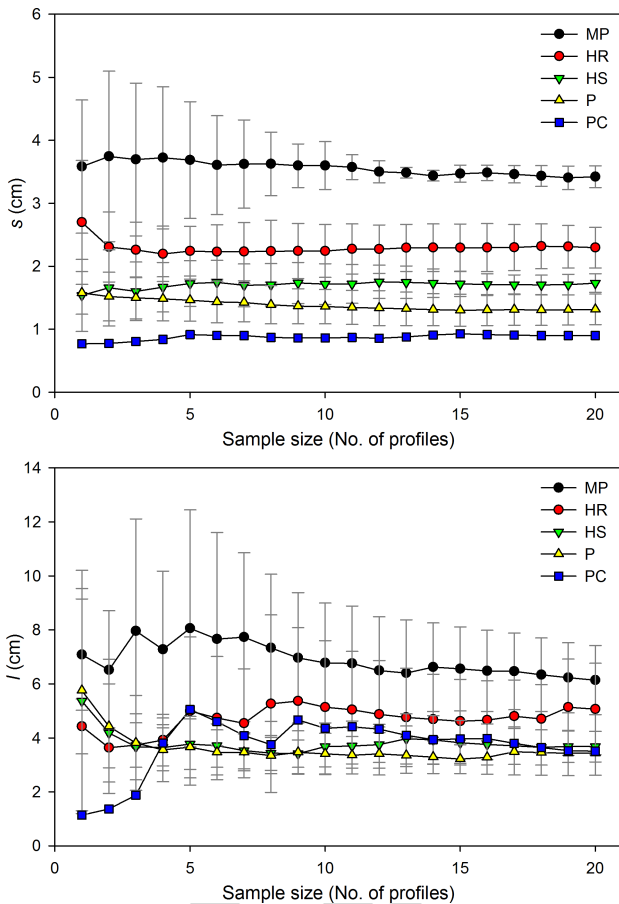 6
5
4
3
2
1
0
s (cm)
MP
HR
HS
P
PC
0 5 10 15 20
Sample size (No. of profiles)
14
12
10
8
6
4
2
0
l (cm)
MP
HR
HS
P
PC
0 5 10 15 20
Sample size (No. of profiles)